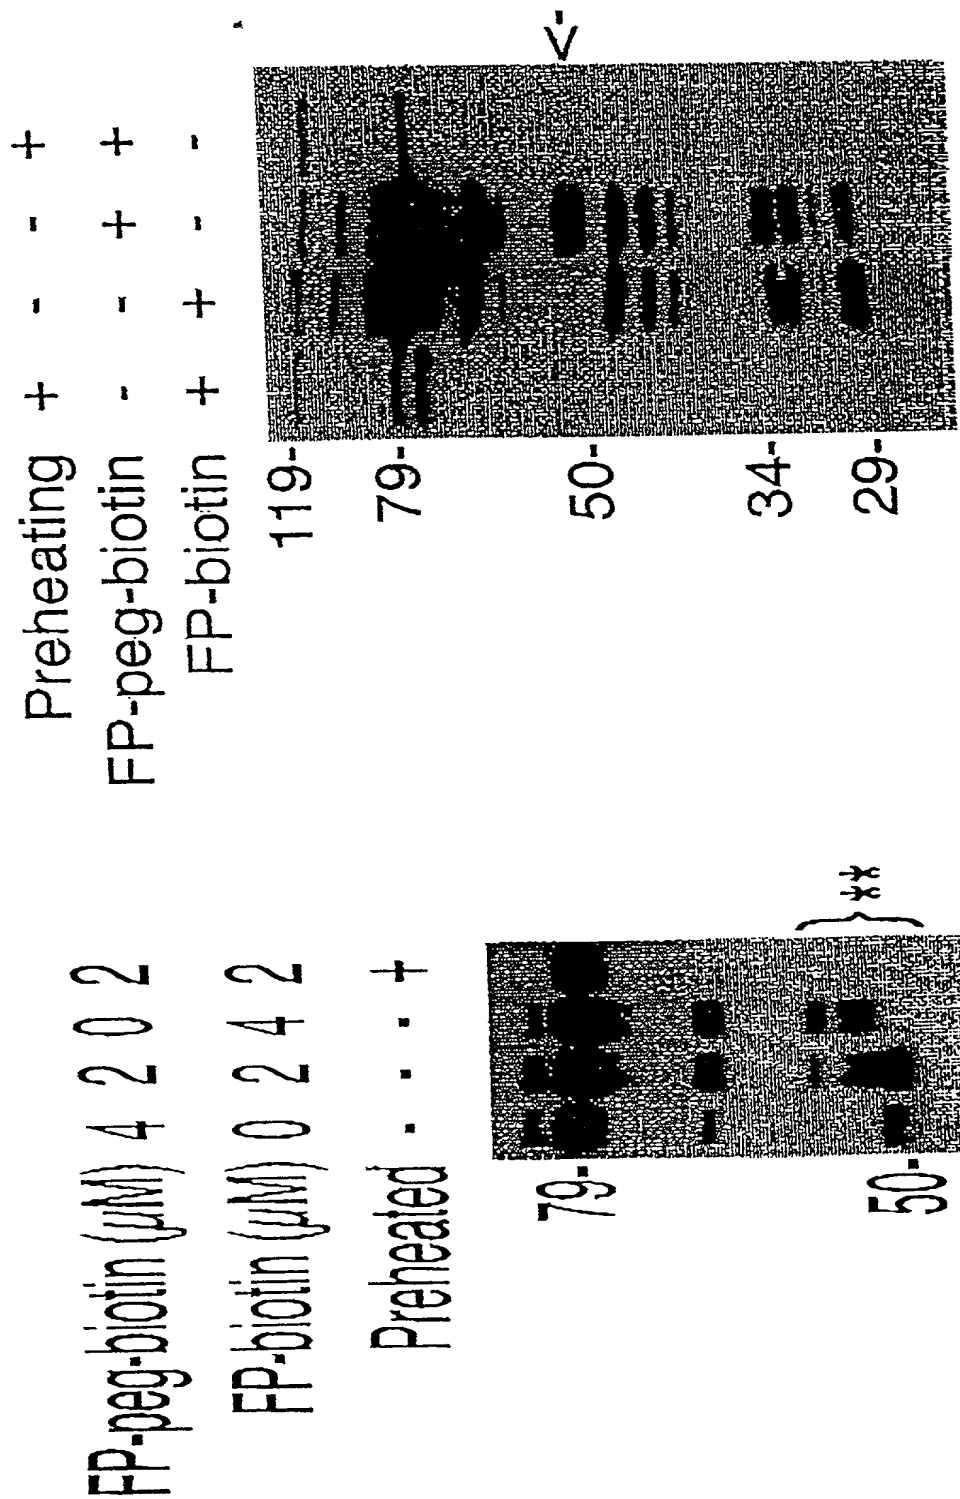 FP-peg-biotin (µM) 4 2 0 2
FP-biotin (µM) 0 2 4 2
Preheated - - - +
79-
50-
**
Preheating + - - +
FP-peg-biotin - - + +
FP-biotin + + - -
119-
79-
50-
34-
29-